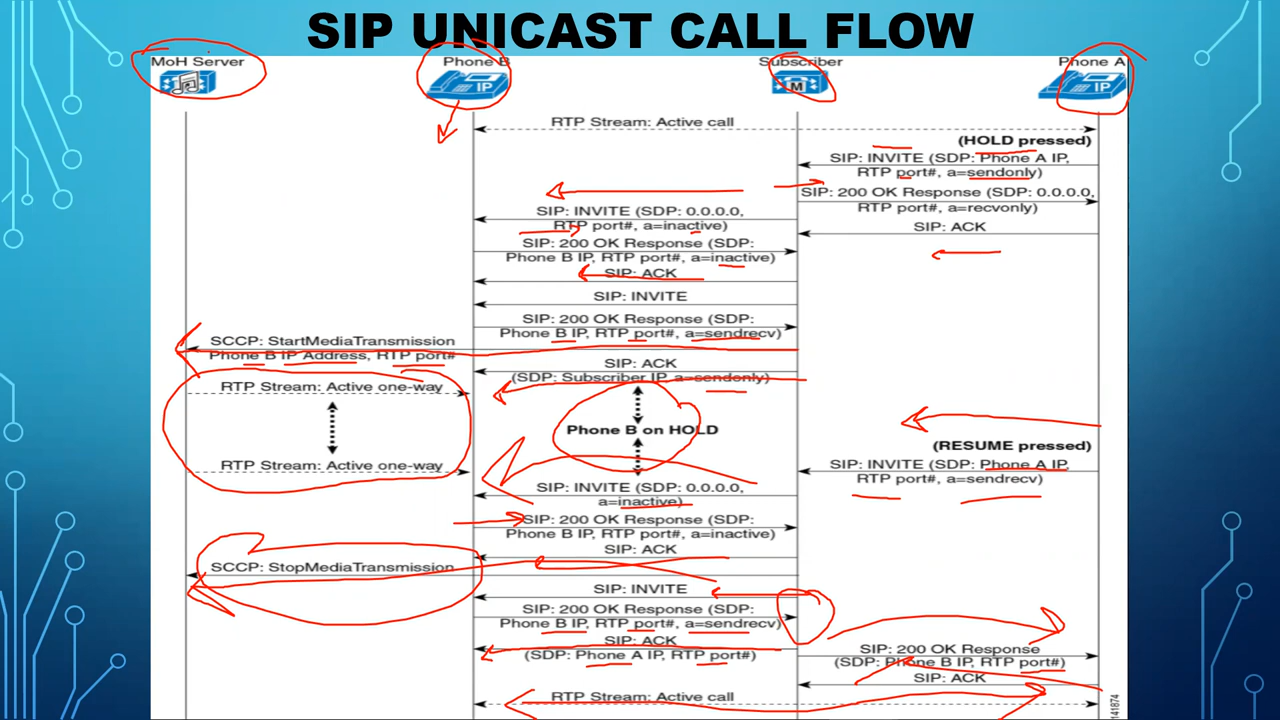 SIP UNICAST CALL FLOW
MoH Server
Phone B
Subscriber
Phone A
IP
M
IP
RTP Stream: Active call
(HOLD pressed)
SIP: INVITE (SDP: Phone A IP,
RTP port#, a=sendonly)
SIP: 200 OK Response (SDP: 0.0.0.0,
RTP port#, a=recvonly)
SIP: INVITE (SDP: 0.0.0.0,
RTP port#, a=inactive)
SIP: ACK
SIP: 200 OK Response (SDP:
Phone B IP, RTP port#, a=inactive)
SIP: ACK
SIP: INVITE
SIP: 200 OK Response (SDP:
Phone B IP, RTP port#, a=sendrecv)
SCCP: StartMediaTransmission
Phone B IP Address, RTP port#
SIP: ACK
(SDP: Subscriber IP, a=sendonly)
RTP Stream: Active one-way
Phone B on HOLD
(RESUME pressed)
RTP Stream: Active one-way
SIP: INVITE (SDP: Phone A IP,
RTP port#, a=sendrecv)
SIP: INVITE (SDP: 0.0.0.0,
a=inactive)
SIP: 200 OK Response (SDP:
Phone B IP, RTP port#, a=inactive)
SIP: ACK
SCCP: StopMediaTransmission
SIP: INVITE
SIP: 200 OK Response (SDP:
Phone B IP, RTP port#, a=sendrecv)
SIP: ACK
(SDP: Phone A IP, RTP port#)
SIP: 200 OK Response
(SDP: Phone B IP, RTP port#)
SIP: ACK
RTP Stream: Active call
141874